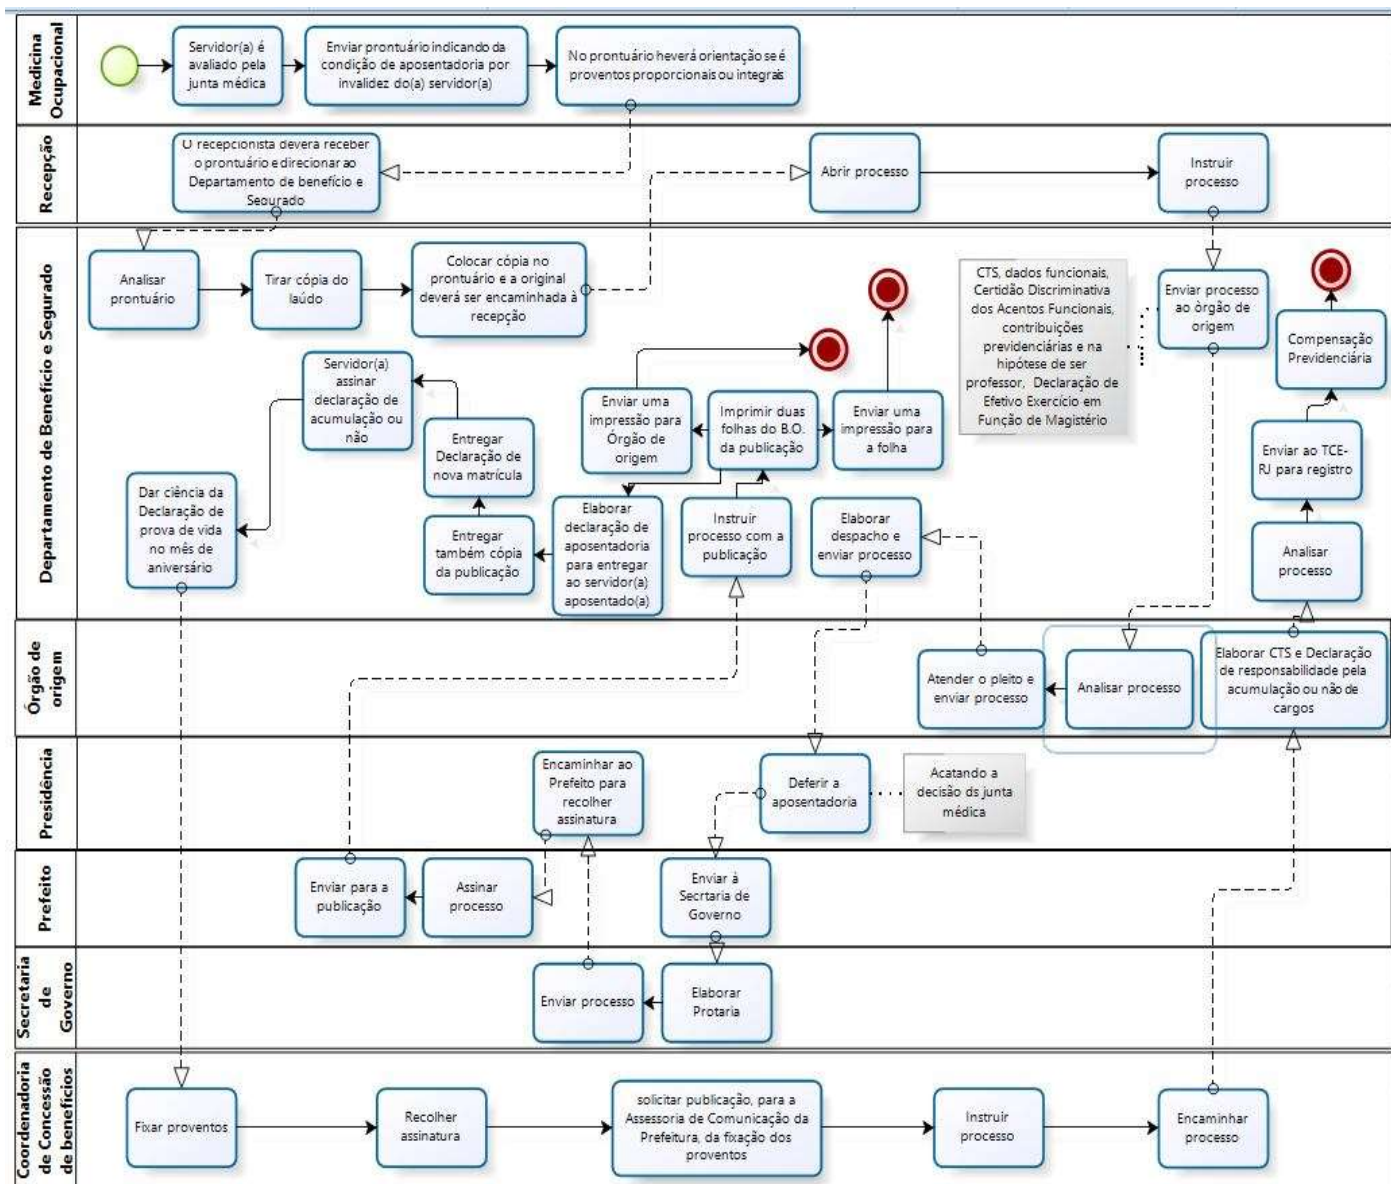 Medicina
Ocupacional
Servidor(a) é
avaliado pela
junta médica
Enviar prontuário indicando da
condição de aposentadoria por
invalidez do(a) servidor(a)
No prontuário heverá orientação se é
proventos proporcionais ou integrais
Recepção
O recepcionista devera receber
o prontuário e direcionar ao
Departamento de benefício e
Segurado
Abrir processo
Instruir
processo
Departamento de Benefício e Segurado
Analisar
prontuário
Tirar cópia do
laúdo
Colocar cópia no
prontuário e a original
deverá ser encaminhada à
recepção
CTS, dados funcionais,
Certidão Discriminativa
dos Acentos Funcionais,
contribuições
previdenciárias e na
hipótese de ser
professor, Declaração de
Efetivo Exercício em
Função de Magistério
Enviar processo
ao òrgão de
origem
Compensação
Previdenciária
Servidor(a)
assinar
declaração de
acumulação ou
não
Entregar
Declaração de
nova matrícula
Enviar uma
impressão para
Órgão de
origem
Imprimir duas
folhas do B.O.
da publicação
Enviar uma
impressão para
a folha
Enviar ao TCE-
RJ para registro
Dar ciência da
Declaração de
prova de vida
no mês de
aniversário
Entregar
também cópia
da publicação
Elaborar
declaração de
aposentadoria
para entregar
ao servidor(a)
aposentado(a)
Instruir
processo com a
publicação
Elaborar
despacho e
enviar processo
Analisar
processo
Órgão de
origem
Atender o pleito e
enviar processo
Analisar processo
Elaborar CTS e Declaração
de responsabilidade pela
acumulação ou não de
cargos
Presidência
Encaminhar ao
Prefeito para
recolher
assinatura
Deferir a
aposentadoria
Acatando a
decisão ds junta
médica
Prefeito
Enviar para a
publicação
Assinar
processo
Enviar à
Secrtaria de
Governo
Secretaria
de
Governo
Enviar processo
Elaborar
Protaria
Coordenadoria
de Concessão
de benefícios
Fixar proventos
Recolher
assinatura
solicitar publicação, para a
Assessoria de Comunicação da
Prefeitura, da fixação dos
proventos
Instruir
processo
Encaminhar
processo